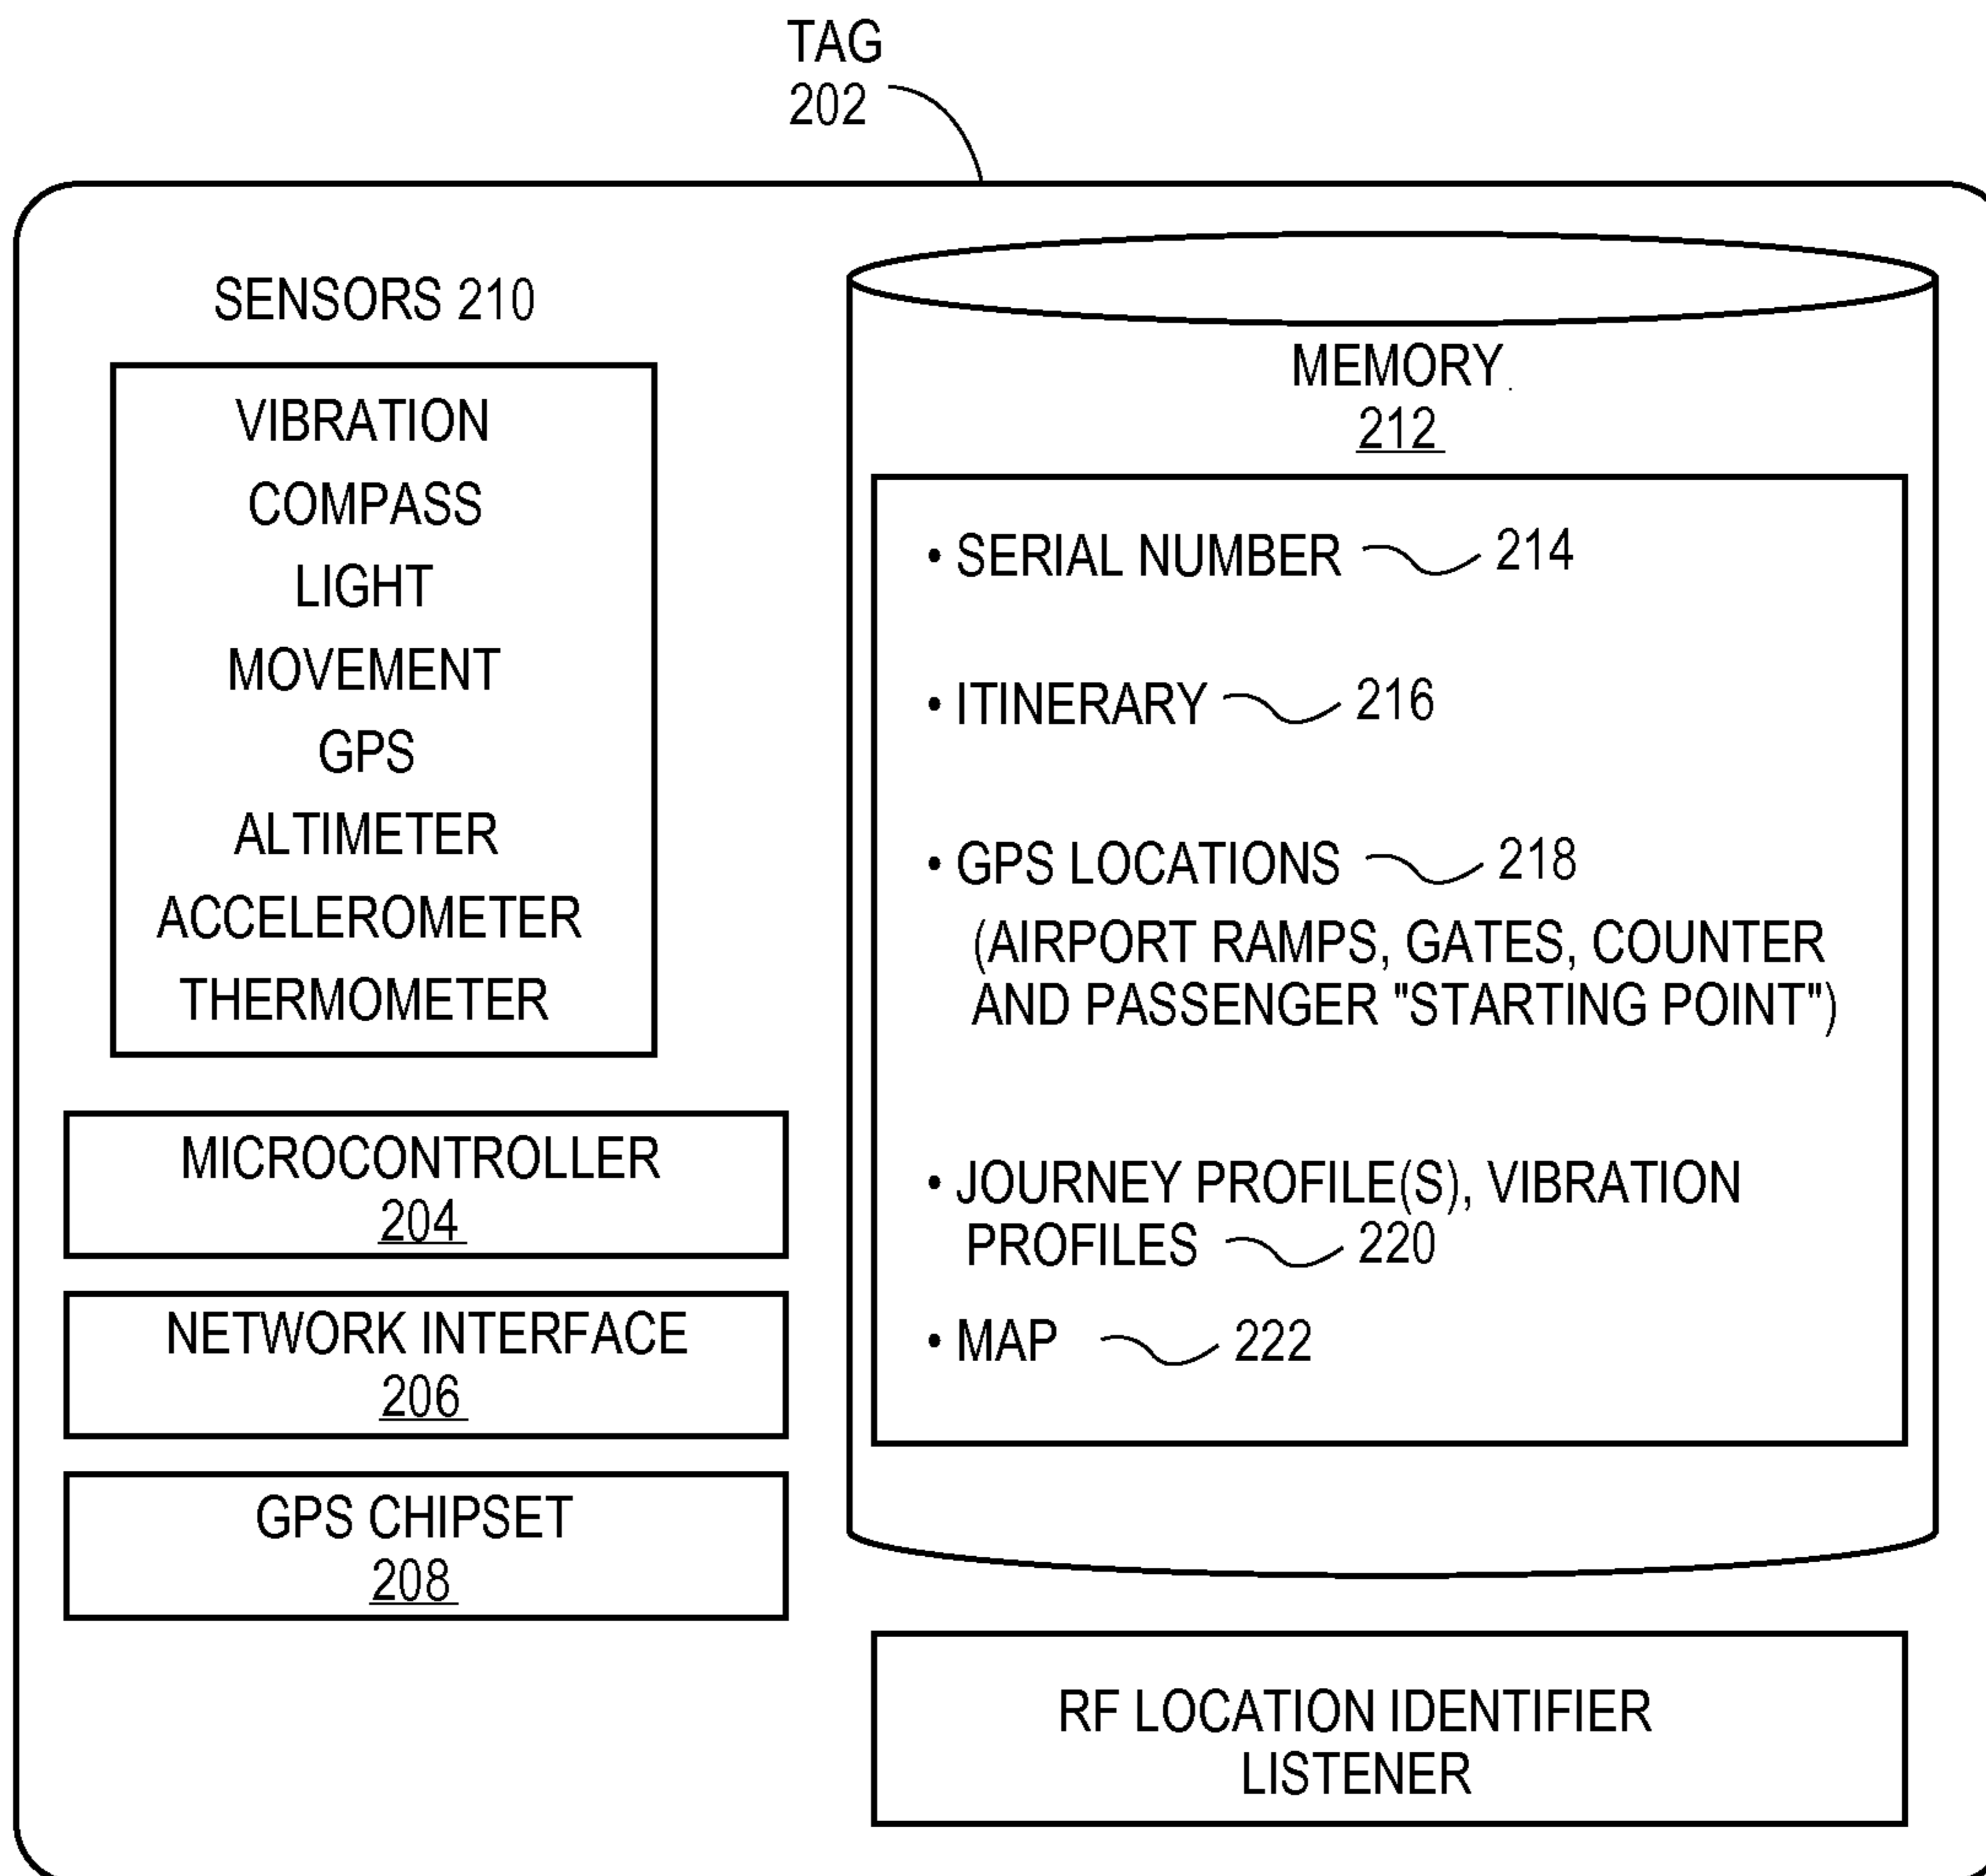 TAG
202
SENSORS 210
VIBRATION
COMPASS
LIGHT
MOVEMENT
GPS
ALTIMETER
ACCELEROMETER
THERMOMETER
MICROCONTROLLER
204
NETWORK INTERFACE
206
GPS CHIPSET
208
MEMORY
212
• SERIAL NUMBER 214
• ITINERARY 216
• GPS LOCATIONS 218
(AIRPORT RAMPS, GATES, COUNTER
AND PASSENGER "STARTING POINT")
• JOURNEY PROFILE(S), VIBRATION
PROFILES 220
• MAP 222
RF LOCATION IDENTIFIER
LISTENER